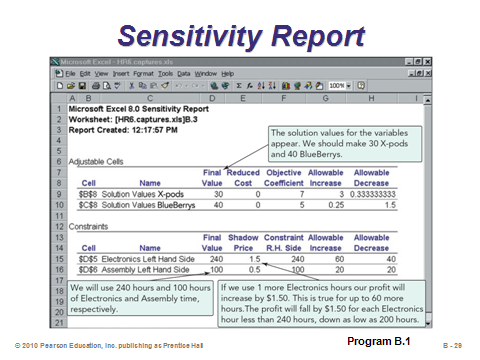 Sensitivity Report
Microsoft Excel - HR6.captures.xls
File Edit View Insert Format Tools Data Window Help
100%
A B C D E F G H I
1 Microsoft Excel 8.0 Sensitivity Report
2 Worksheet: [HR6.captures.xls]B.3
3 Report Created: 12:17:57 PM
4
5
The solution values for the variables
appear. We should make 30 X-pods
and 40 BlueBerrys.
6 Adjustable Cells
7 Final Reduced Objective Allowable Allowable
8 Cell Name Value Cost Coefficient Increase Decrease
9 $B$8 Solution Values X-pods 30 0 7 3 0.333333333
10 $C$8 Solution Values BlueBerrys 40 0 5 0.25 1.5
11
12 Constraints
13 Final Shadow Constraint Allowable Allowable
14 Cell Name Value Price R.H. Side Increase Decrease
15 $D$5 Electronics Left Hand Side 240 1.5 240 60 40
16 $D$6 Assembly Left Hand Side 100 0.5 100 20 20
17
18
19
20
21
We will use 240 hours and 100 hours
of Electronics and Assembly time,
respectively.
If we use 1 more Electronics hours our profit will
increase by $1.50. This is true for up to 60 more
hours.The profit will fall by $1.50 for each Electronics
hour less than 240 hours, down as low as 200 hours.
Program B.1
© 2010 Pearson Education, Inc. publishing as Prentice Hall
B - 29